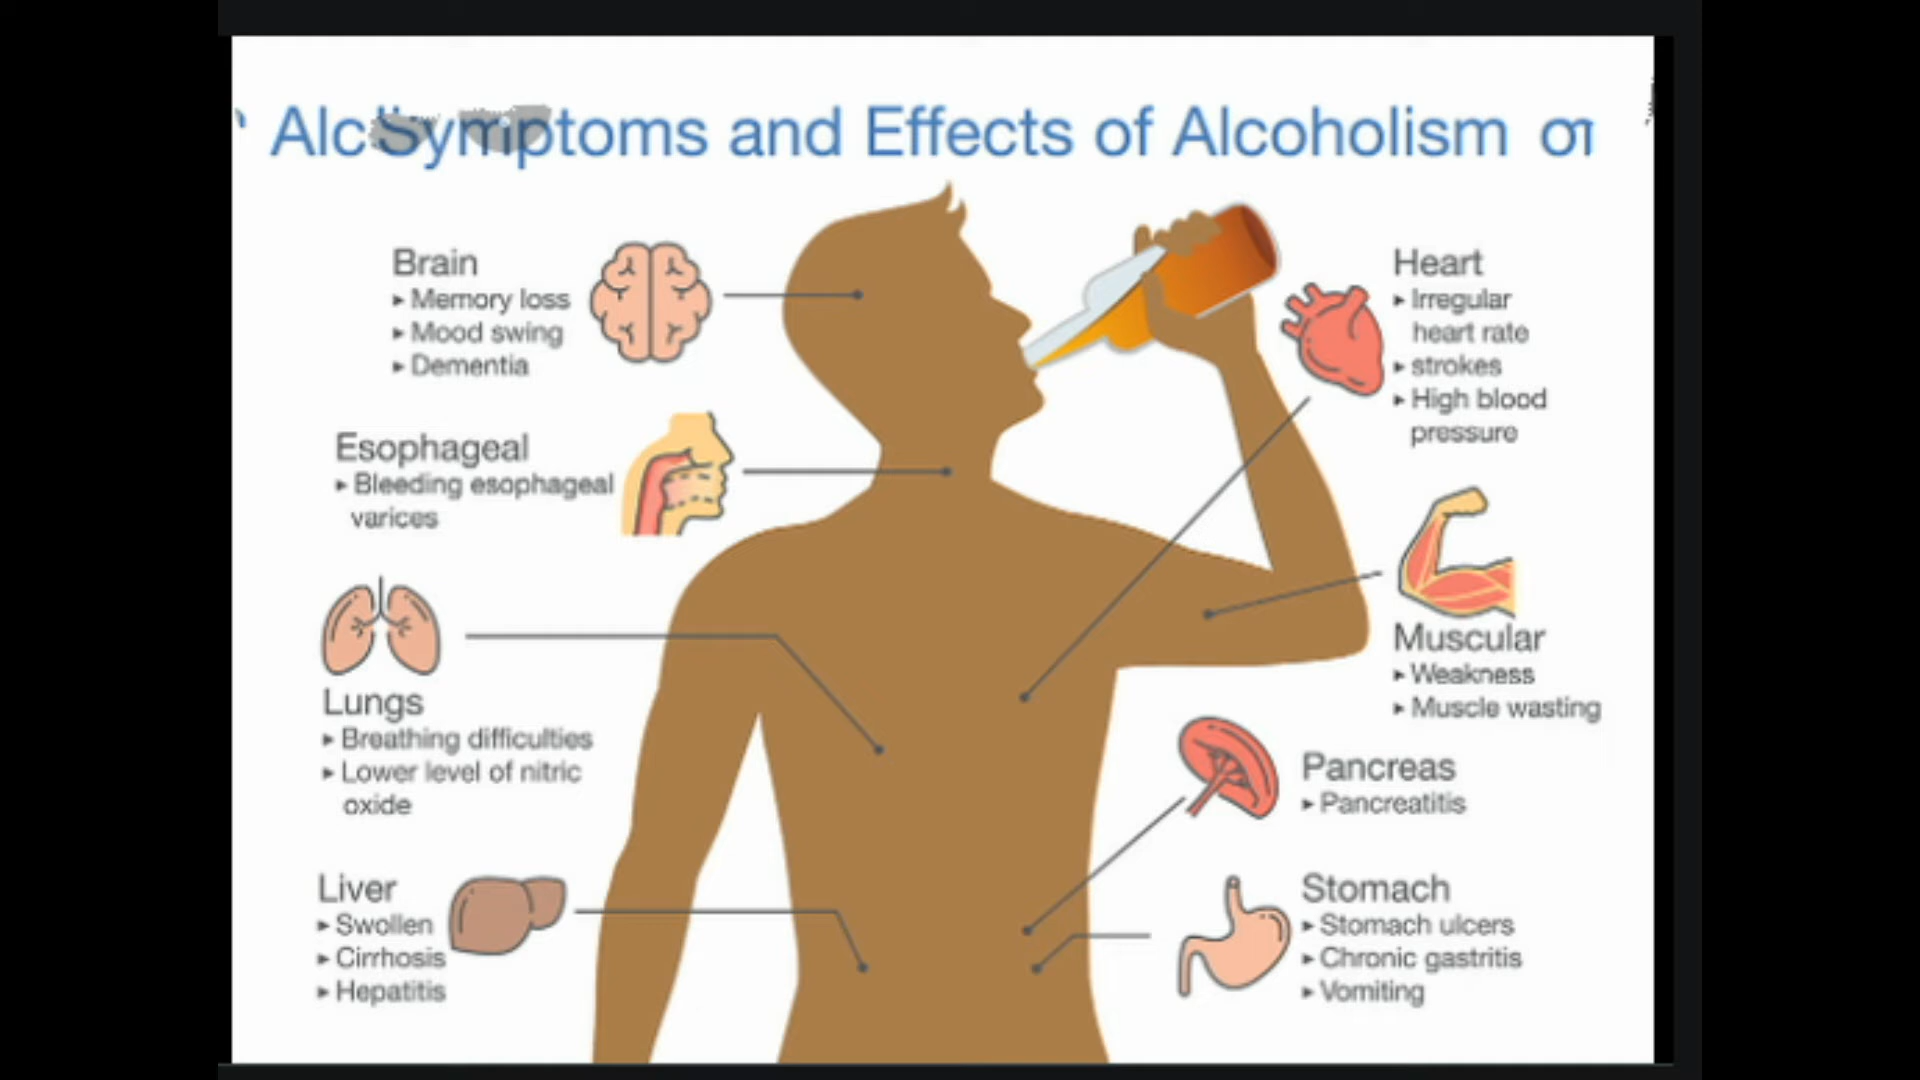 Alc Symptoms and Effects of Alcoholism
Brain
▸ Memory loss
▸ Mood swing
▸ Dementia
Esophageal
▸ Bleeding esophageal
varices
Lungs
▸ Breathing difficulties
▸ Lower level of nitric
oxide
Liver
▸ Swollen
▸ Cirrhosis
▸ Hepatitis
Heart
▸ Irregular
heart rate
▸ strokes
▸ High blood
pressure
Muscular
▸ Weakness
▸ Muscle wasting
Pancreas
▸ Pancreatitis
Stomach
▸ Stomach ulcers
▸ Chronic gastritis
▸ Vomiting